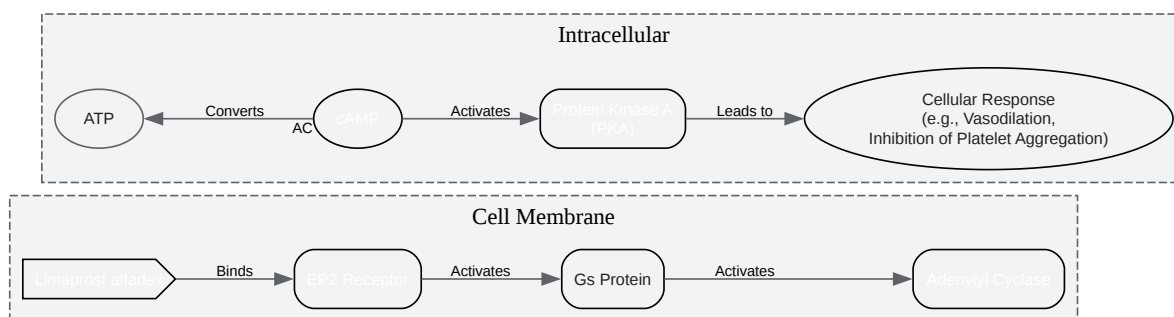 Intracellular
ATP
Converts
AC
cAMP
Activates
Protein Kinase A
(PKA)
Leads to
Cellular Response
(e.g., Vasodilation,
Inhibition of Platelet Aggregation)
Cell Membrane
Limaprost alfadex
Binds
EP2 Receptor
Activates
Gs Protein
Activates
Adenylyl Cyclase